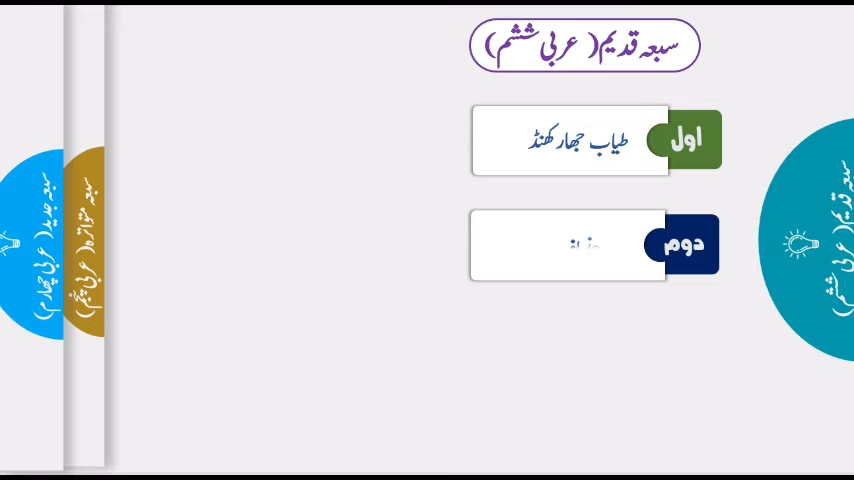 سبعہ قدیم (عربی ششم)
اول
طیاب جھارکھنڈ
دوم
سبعہ قدیم (عربی ششم)
سبعہ متواترہ (عربی پنجم)
سبعہ جدید (عربی چہارم)